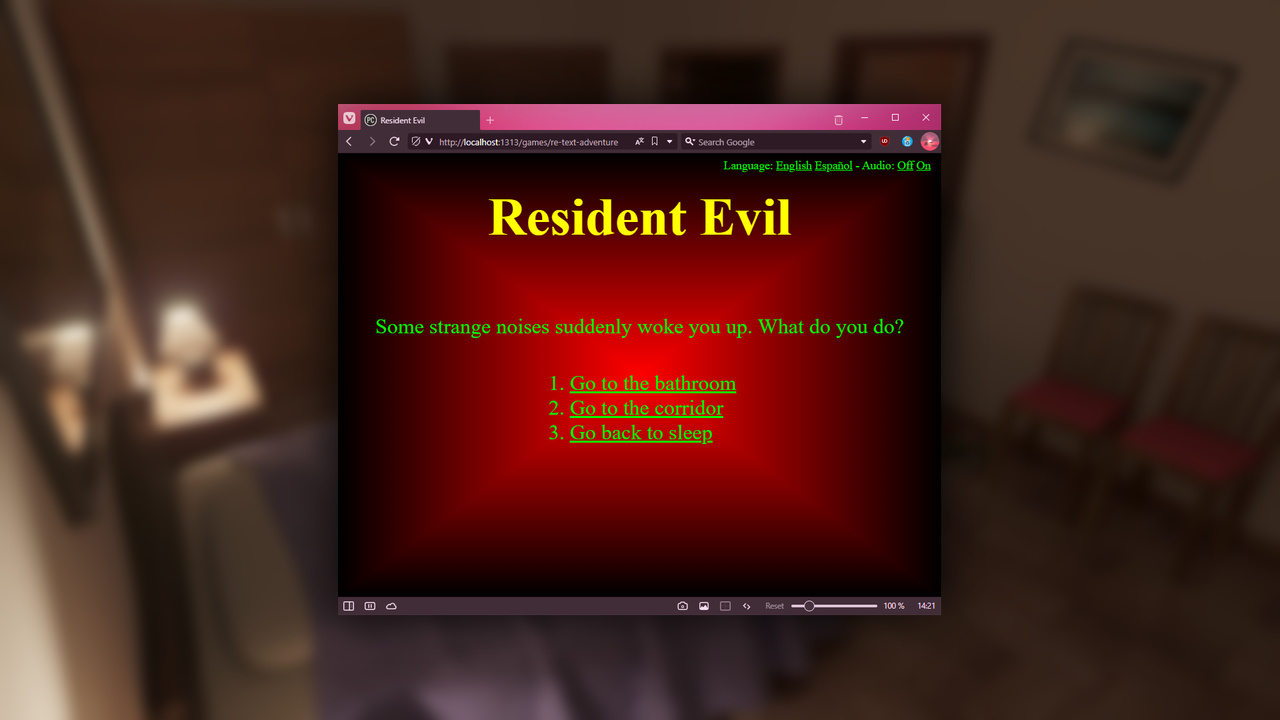 Resident Evil
http://localhost:1313/games/re-text-adventure
Search Google
Language: English Español - Audio: Off On
Resident Evil
Some strange noises suddenly woke you up. What do you do?
1. Go to the bathroom
2. Go to the corridor
3. Go back to sleep
Reset 100 % 14:21